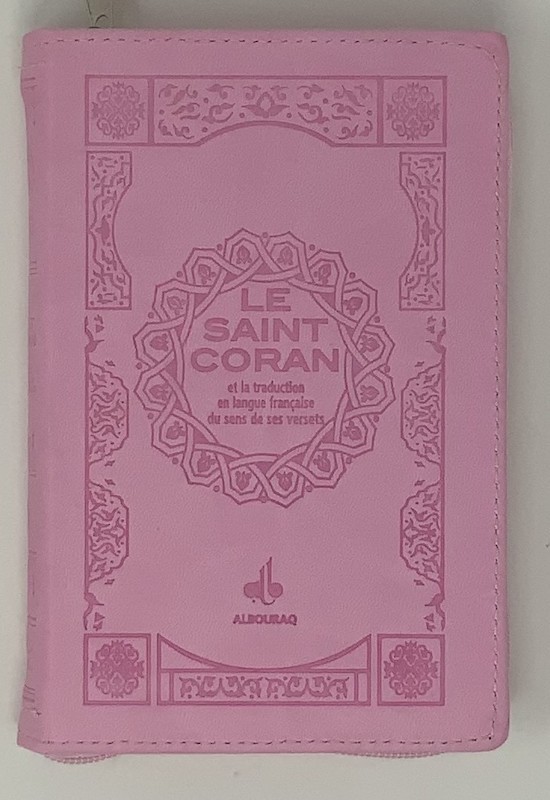 LE
SAINT
CORAN
et la traduction
en langue française
du sens de ses versets
ALBOURAQ